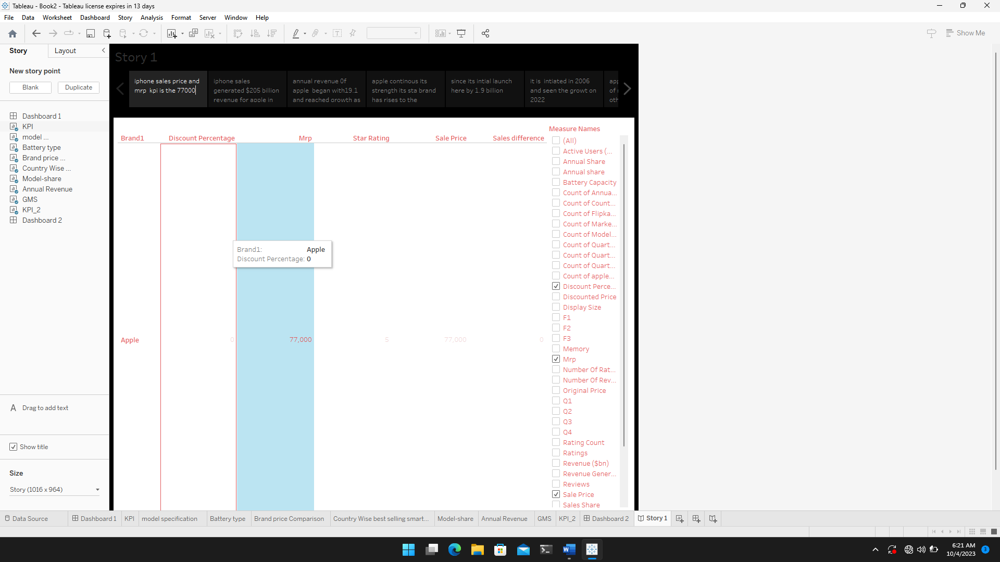 Tableau - Book2 - Tableau license expires in 13 days
File Data Worksheet Dashboard Story Analysis Format Server Window Help
Show Me
Story Layout
New story point
Blank Duplicate
Dashboard 1
KPI
model ...
Battery type
Brand price ...
Country Wise ...
Model-share
Annual Revenue
GMS
KPI_2
Dashboard 2
A Drag to add text
Show title
Size
Story (1016 x 964)
Story 1
iphone sales price and
mrp kpi is the 77000
iphone sales
generated $205 billion
revenue for apple in
annual revenue 0f
apple began with19.1
and reached growth as
apple continous its
strength its sta brand
has rises to the
since its intial launch
here by 1.9 billion
it is intiated in 2006
and seen the growt on
2022
app
of
oth
Brand1 Discount Percentage Mrp Star Rating Sale Price Sales difference
Brand1: Apple
Discount Percentage: 0
Apple 0 77,000 5 77,000 0
Measure Names
(All)
Active Users (...
Annual Share
Annual share
Battery Capacity
Count of Annua...
Count of Count...
Count of Flipka...
Count of Marke...
Count of Model...
Count of Quart...
Count of Quart...
Count of Quart...
Count of apple...
Discount Perce...
Discounted Price
Display Size
F1
F2
F3
Memory
Mrp
Number Of Rat...
Number Of Rev...
Original Price
Q1
Q2
Q3
Q4
Rating Count
Ratings
Revenue ($bn)
Revenue Gener...
Reviews
Sale Price
Sales Share
Data Source Dashboard 1 KPI model specification Battery type Brand price Comparison Country Wise best selling smart... Model-share Annual Revenue GMS KPI_2 Dashboard 2 Story 1
6:21 AM
10/4/2023
3